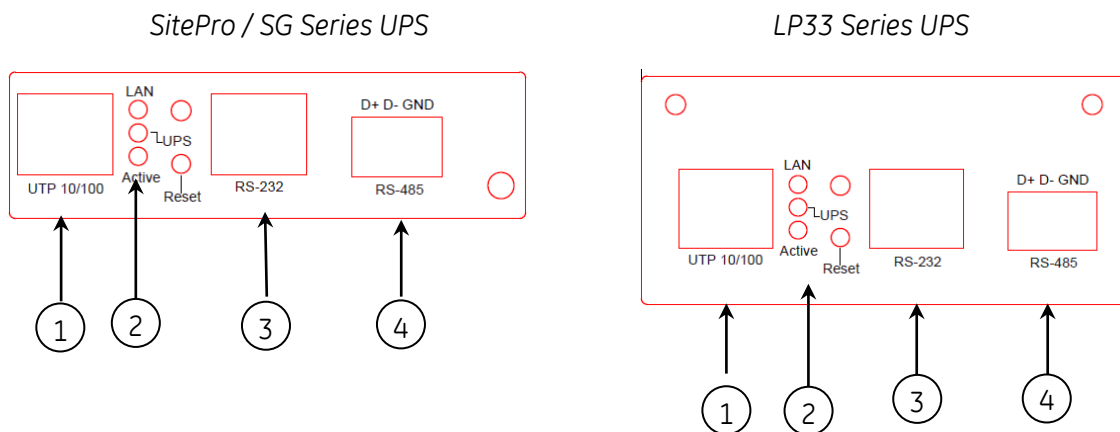 SitePro / SG Series UPS
LAN
UPS
Active
UTP 10/100
Reset
RS-232
D+ D- GND
RS-485
1
2
3
4
LP33 Series UPS
LAN
UPS
Active
UTP 10/100
Reset
RS-232
D+ D- GND
RS-485
1
2
3
4